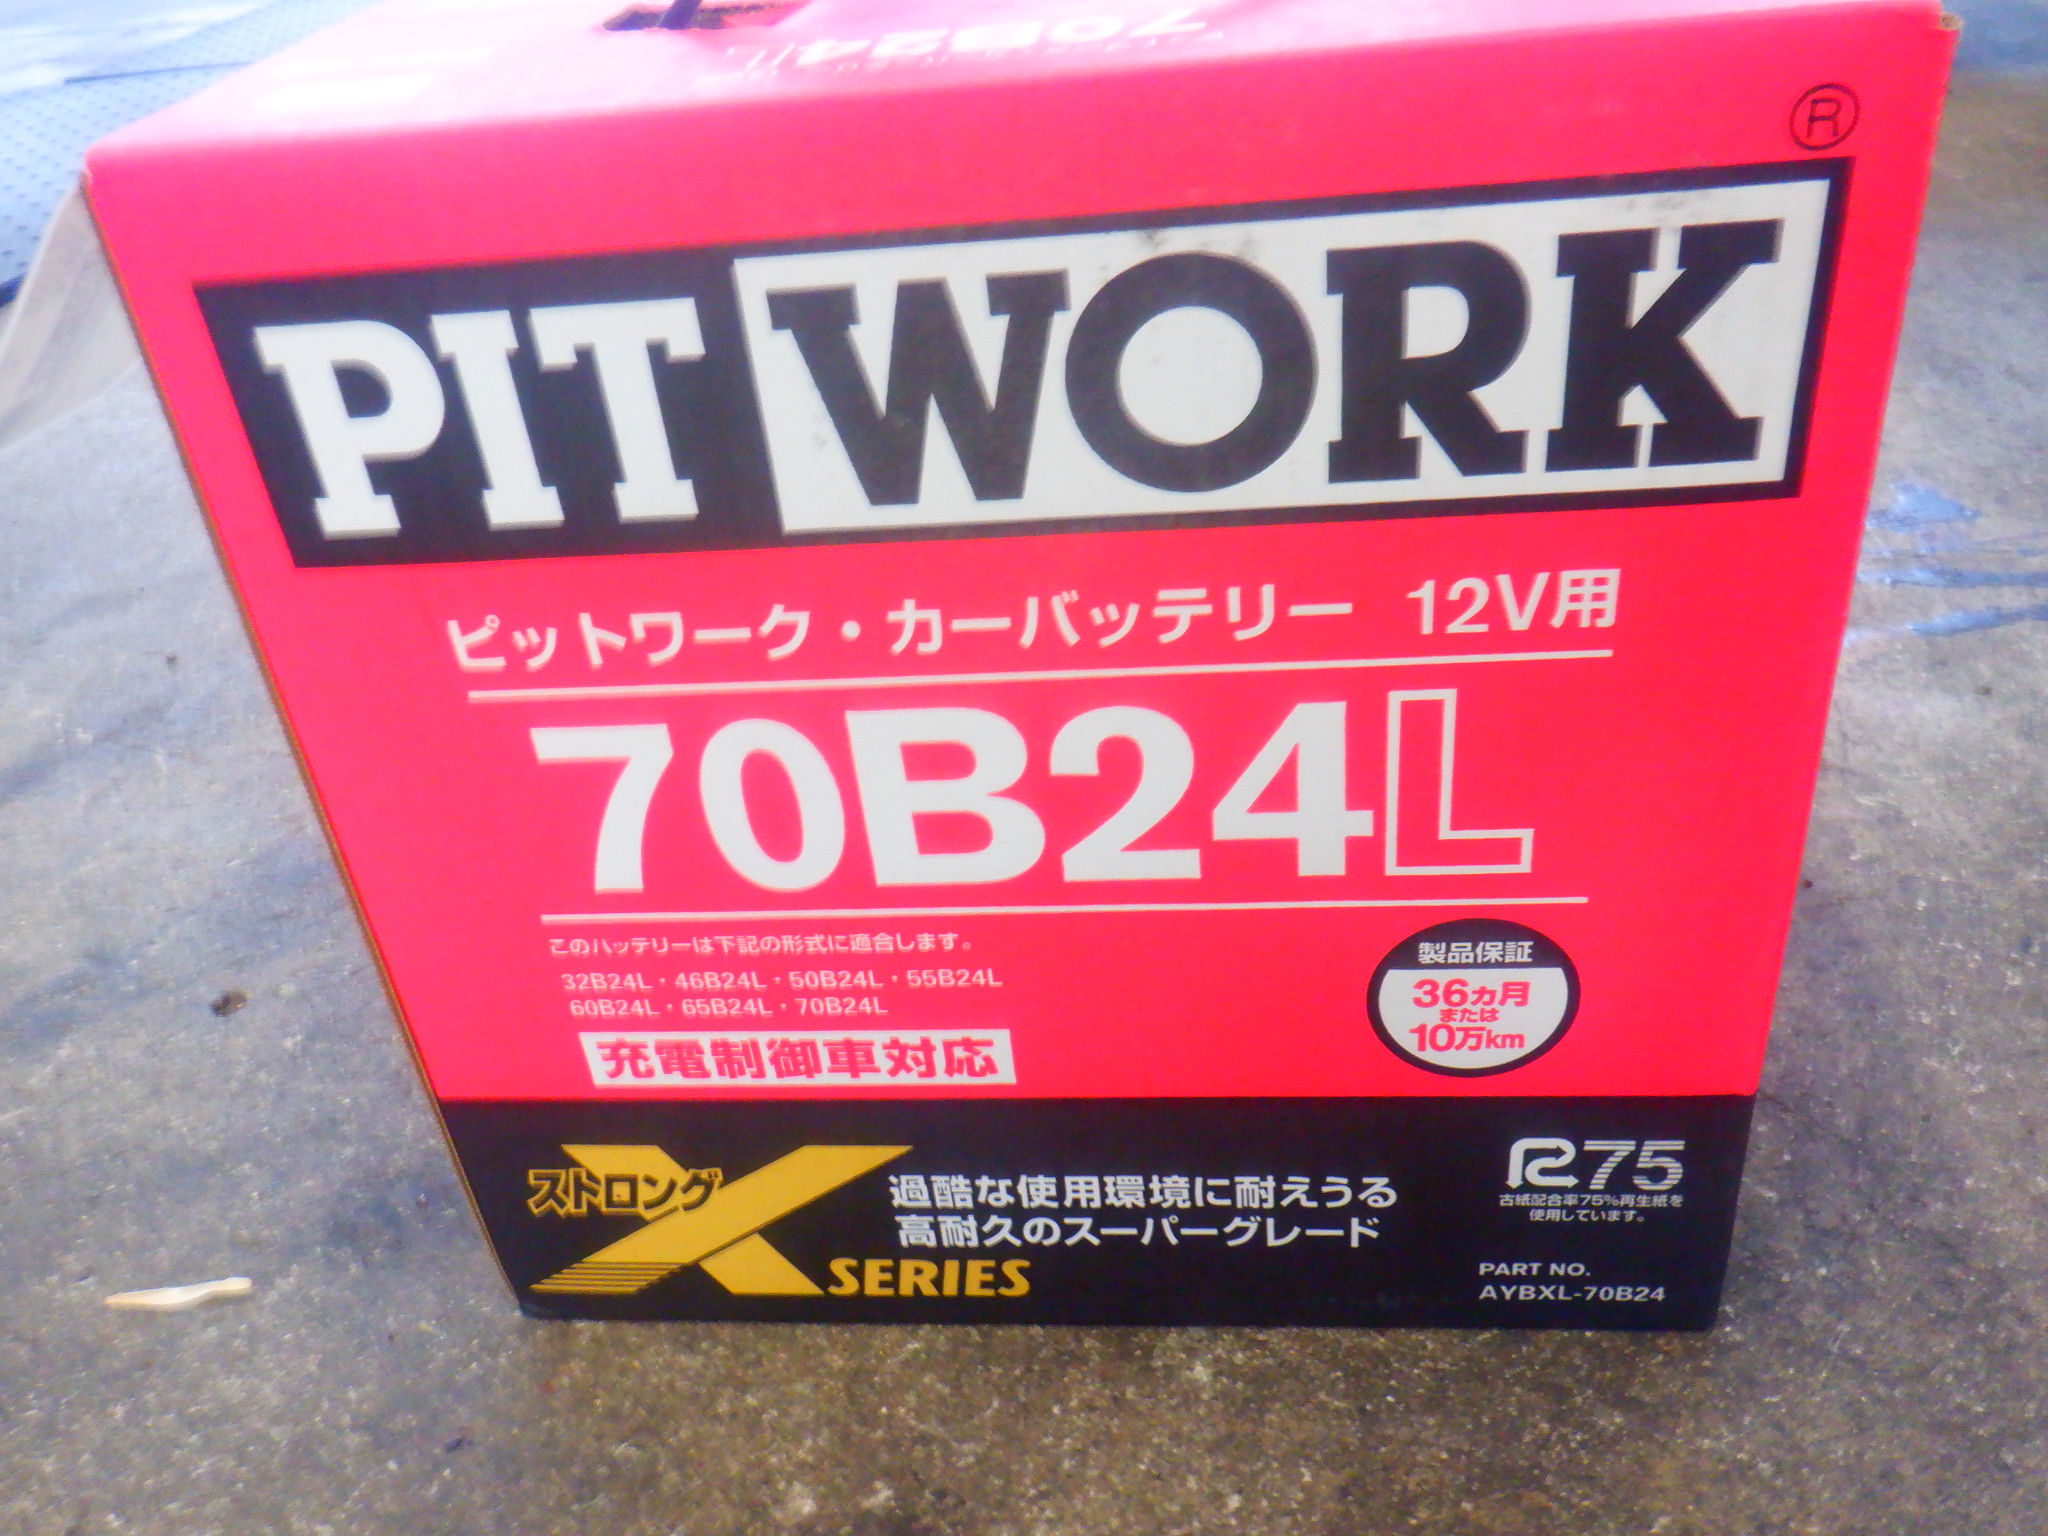 70B24L
®
PIT WORK
ピットワーク・カーバッテリー 12V用
70B24L
このバッテリーは下記の形式に適合します。
32B24L・46B24L・50B24L・55B24L
60B24L・65B24L・70B24L
充電制御車対応
製品保証
36カ月
または
10万km
ストロングX
SERIES
過酷な使用環境に耐えうる
高耐久のスーパーグレード
R75
古紙配合率75%再生紙を
使用しています。
PART NO.
AYBXL-70B24